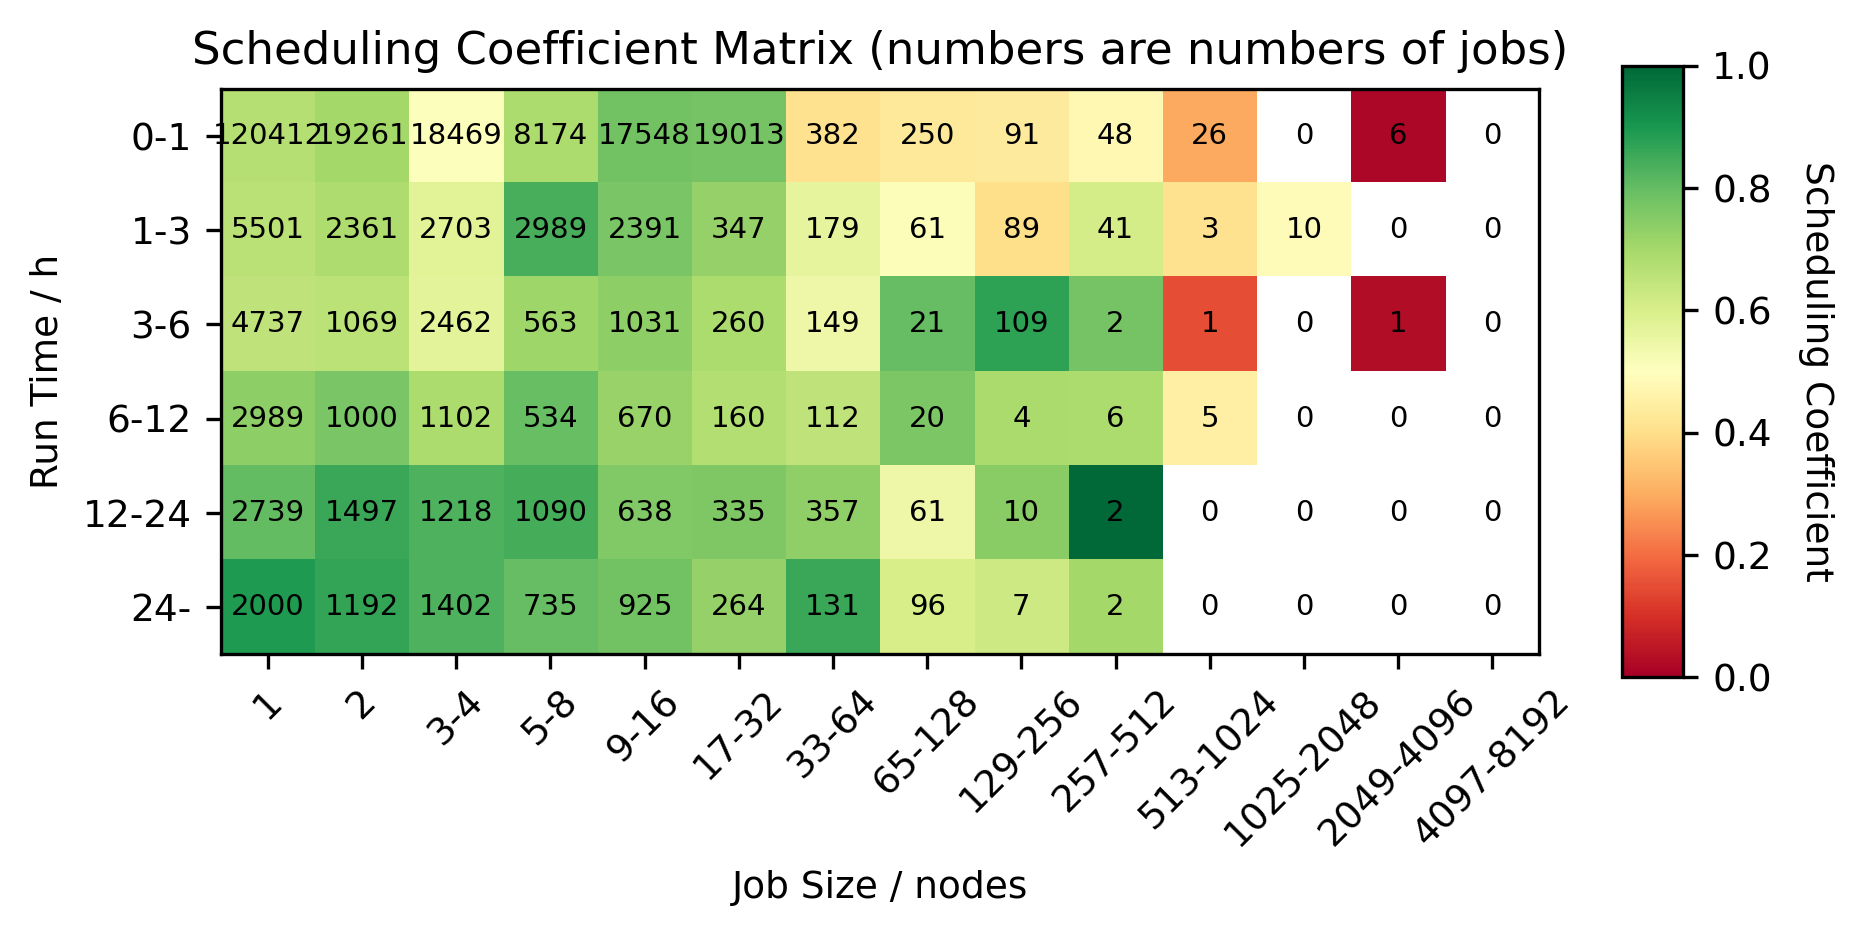 Scheduling Coefficient Matrix (numbers are numbers of jobs)
0-1 120412 19261 18469 8174 17548 19013 382 250 91 48 26 0 6 0
1-3 5501 2361 2703 2989 2391 347 179 61 89 41 3 10 0 0
3-6 4737 1069 2462 563 1031 260 149 21 109 2 1 0 1 0
6-12 2989 1000 1102 534 670 160 112 20 4 6 5 0 0 0
12-24 2739 1497 1218 1090 638 335 357 61 10 2 0 0 0 0
24- 2000 1192 1402 735 925 264 131 96 7 2 0 0 0 0
1 2 3-4 5-8 9-16 17-32 33-64 65-128 129-256 257-512 513-1024 1025-2048 2049-4096 4097-8192
Job Size / nodes
Run Time / h
1.0
0.8
0.6
0.4
0.2
0.0
Scheduling Coefficient